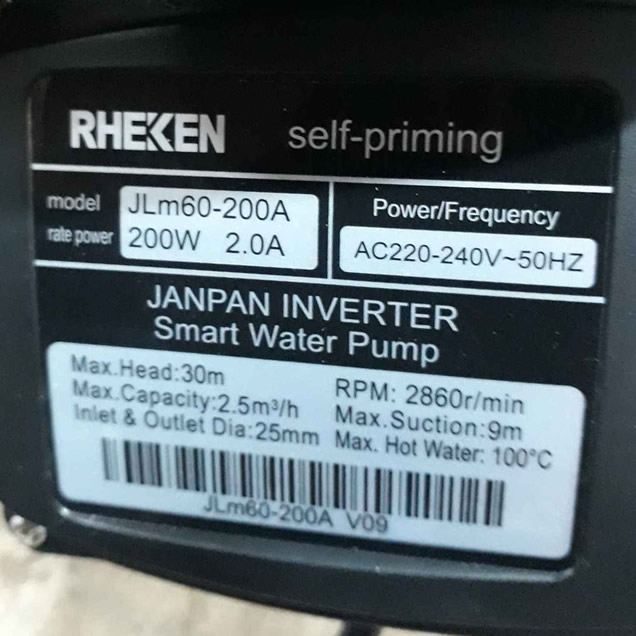 RHEKEN self-priming
model JLm60-200A
rate power 200W 2.0A
Power/Frequency
AC220-240V~50HZ
JANPAN INVERTER
Smart Water Pump
Max.Head:30m
Max.Capacity:2.5m³/h
Inlet & Outlet Dia:25mm
RPM: 2860r/min
Max.Suction:9m
Max. Hot Water: 100°C
JLm60-200A V09